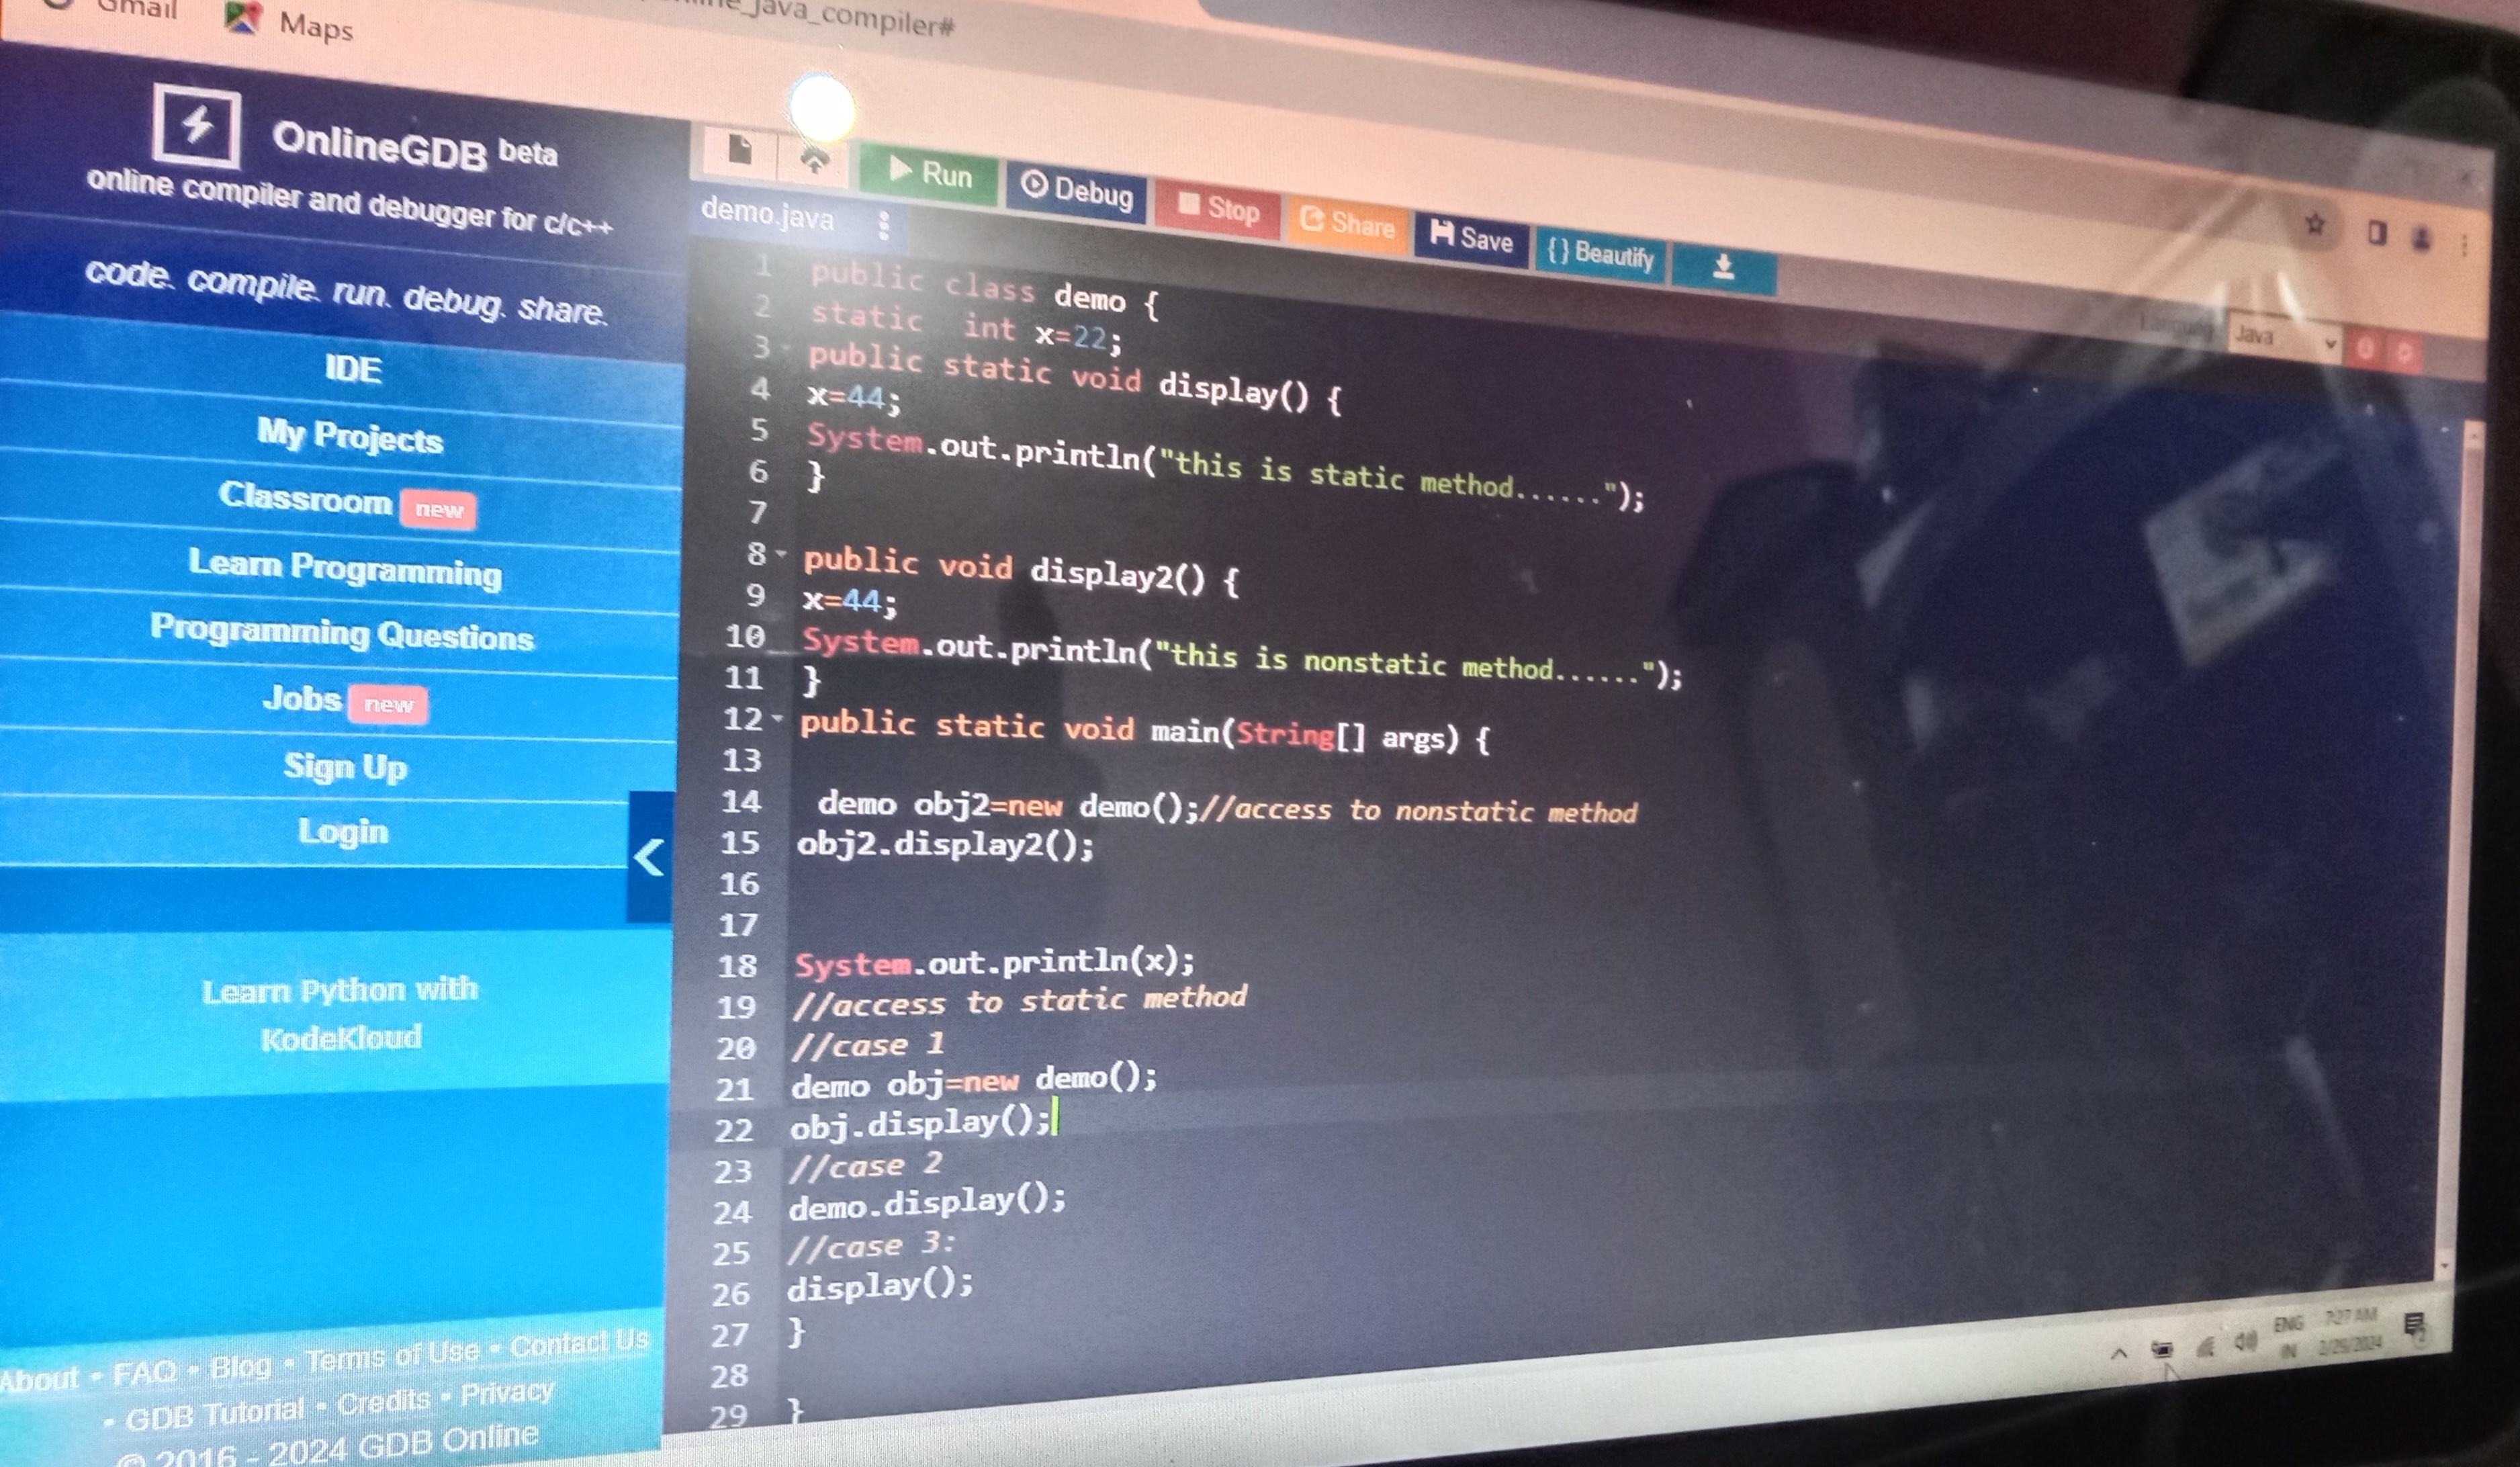 Gmail
Maps
_java_compiler#
OnlineGDB beta
online compiler and debugger for c/c++
code. compile. run. debug. share.
IDE
My Projects
Classroom new
Learn Programming
Programming Questions
Jobs new
Sign Up
Login
Learn Python with
KodeKloud
About • FAQ • Blog • Terms of Use • Contact Us
• GDB Tutorial • Credits • Privacy
© 2016 - 2024 GDB Online
Run
Debug
Stop
Share
Save
{} Beautify
Java
demo.java
1 public class demo {
2 static  int x=22;
3 public static void display() {
4 x=44;
5 System.out.println("this is static method......");
6 }
7
8 public void display2() {
9 x=44;
10 System.out.println("this is nonstatic method......");
11 }
12 public static void main(String[] args) {
13
14  demo obj2=new demo();//access to nonstatic method
15 obj2.display2();
16
17
18 System.out.println(x);
19 //access to static method
20 //case 1
21 demo obj=new demo();
22 obj.display();
23 //case 2
24 demo.display();
25 //case 3:
26 display();
27 }
28
29 }
ENG
IN
7:27 AM
2/29/2024